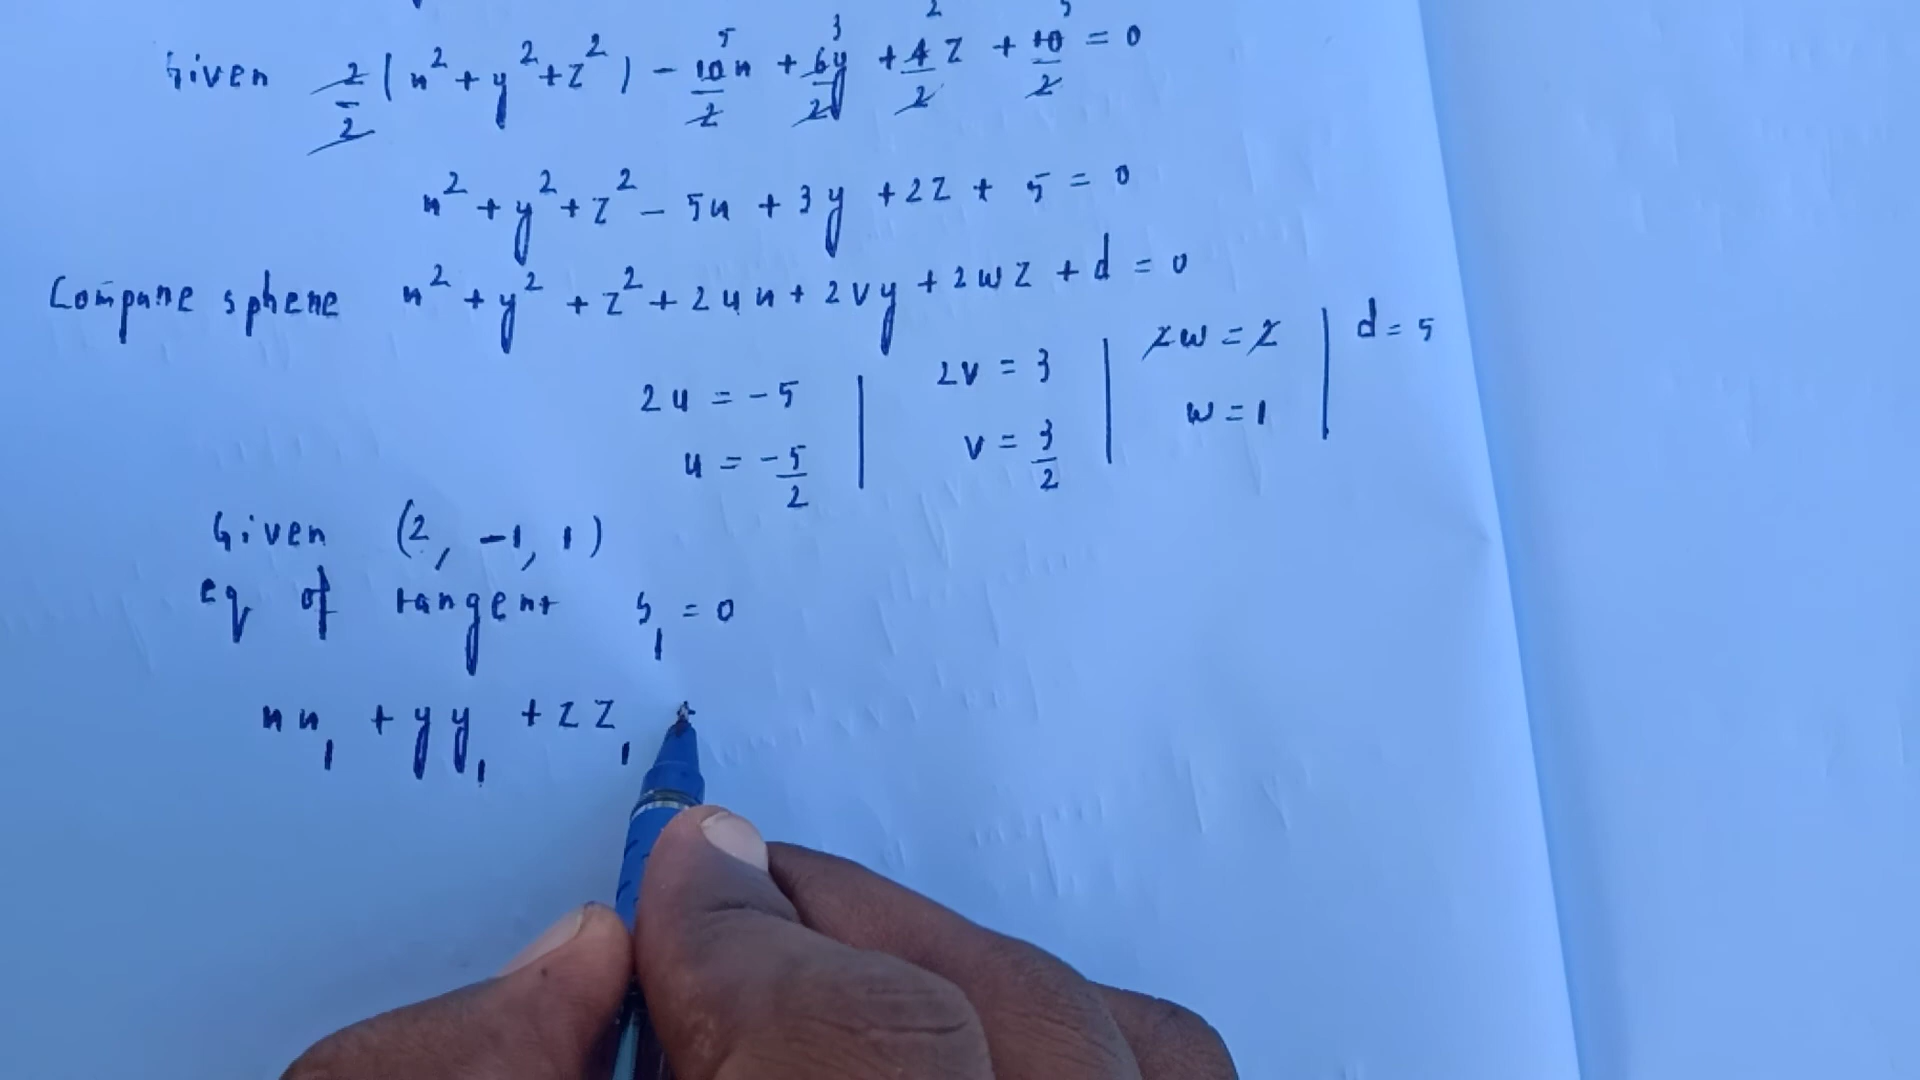 Given 2/2 (x² + y² + z²) - 10/2 x + 6y/2 + 4/2 z + 10/2 = 0
x² + y² + z² - 5x + 3y + 2z + 5 = 0
Compare sphere x² + y² + z² + 2ux + 2vy + 2wz + d = 0
2u = -5 | 2v = 3 | 2w = 2 | d = 5
u = -5/2 | v = 3/2 | w = 1
Given (2, -1, 1)
eq of tangent S₁ = 0
xx₁ + yy₁ + zz₁ +